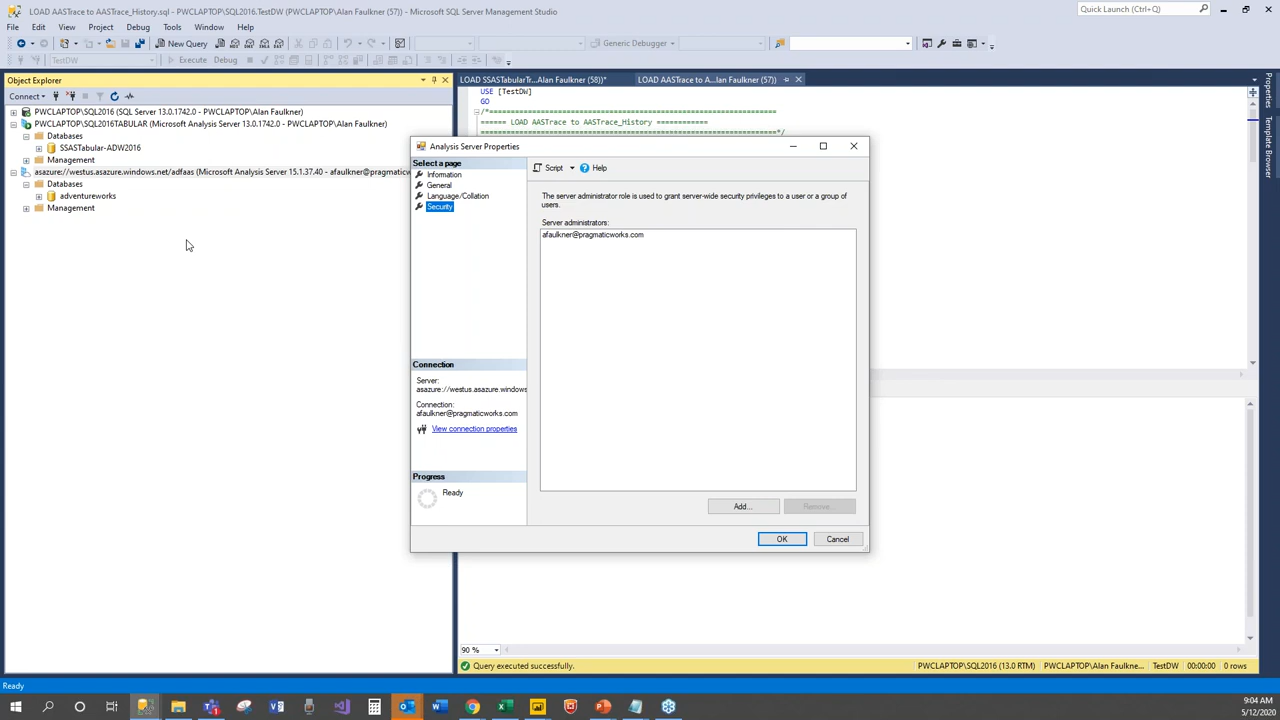 LOAD AASTrace to AASTrace_History.sql - PWCLAPTOP\SQL2016.TestDW (PWCLAPTOP\Alan Faulkner (57)) - Microsoft SQL Server Management Studio
Quick Launch (Ctrl+Q)
File Edit View Project Debug Tools Window Help
New Query
Generic Debugger
TestDW
Execute Debug
Object Explorer
LOAD SSASTabularTr...Alan Faulkner (58))*
LOAD AASTrace to A...lan Faulkner (57))
Properties
Template Browser
Connect
PWCLAPTOP\SQL2016 (SQL Server 13.0.1742.0 - PWCLAPTOP\Alan Faulkner)
PWCLAPTOP\SQL2016TABULAR (Microsoft Analysis Server 13.0.1742.0 - PWCLAPTOP\Alan Faulkner)
Databases
SSASTabular-ADW2016
Management
asazure://westus.asazure.windows.net/adfaas (Microsoft Analysis Server 15.1.37.40 - afaulkner@pragmaticw
Databases
adventureworks
Management
USE [TestDW]
GO
/*============================================================
====== LOAD AASTrace to AASTrace_History ============
============================================================*/
Analysis Server Properties
Select a page
Information
General
Language/Collation
Security
Script Help
The server administrator role is used to grant server-wide security privileges to a user or a group of
users.
Server administrators:
afaulkner@pragmaticworks.com
Connection
Server:
asazure://westus.asazure.windows
Connection:
afaulkner@pragmaticworks.com
View connection properties
Progress
Ready
Add...
Remove...
OK
Cancel
90 %
Query executed successfully.
PWCLAPTOP\SQL2016 (13.0 RTM)
PWCLAPTOP\Alan Faulkne...
TestDW
00:00:00
0 rows
Ready
9:04 AM
5/12/2020